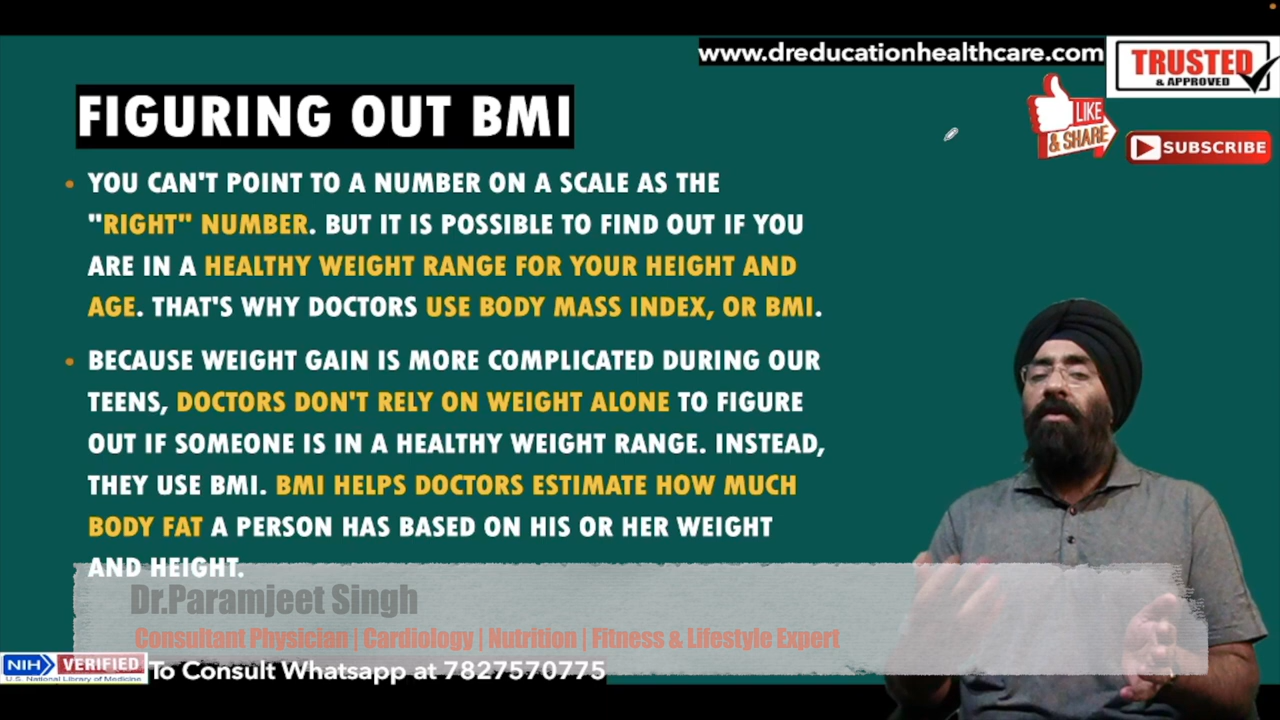 www.dreducationhealthcare.com
TRUSTED
& APPROVED
LIKE
& SHARE
SUBSCRIBE
FIGURING OUT BMI
• YOU CAN'T POINT TO A NUMBER ON A SCALE AS THE
"RIGHT" NUMBER. BUT IT IS POSSIBLE TO FIND OUT IF YOU
ARE IN A HEALTHY WEIGHT RANGE FOR YOUR HEIGHT AND
AGE. THAT'S WHY DOCTORS USE BODY MASS INDEX, OR BMI.
• BECAUSE WEIGHT GAIN IS MORE COMPLICATED DURING OUR
TEENS, DOCTORS DON'T RELY ON WEIGHT ALONE TO FIGURE
OUT IF SOMEONE IS IN A HEALTHY WEIGHT RANGE. INSTEAD,
THEY USE BMI. BMI HELPS DOCTORS ESTIMATE HOW MUCH
BODY FAT A PERSON HAS BASED ON HIS OR HER WEIGHT
AND HEIGHT.
Dr.Paramjeet Singh
Consultant Physician | Cardiology | Nutrition | Fitness & Lifestyle Expert
NIH VERIFIED
U.S. National Library of Medicine
To Consult Whatsapp at 7827570775